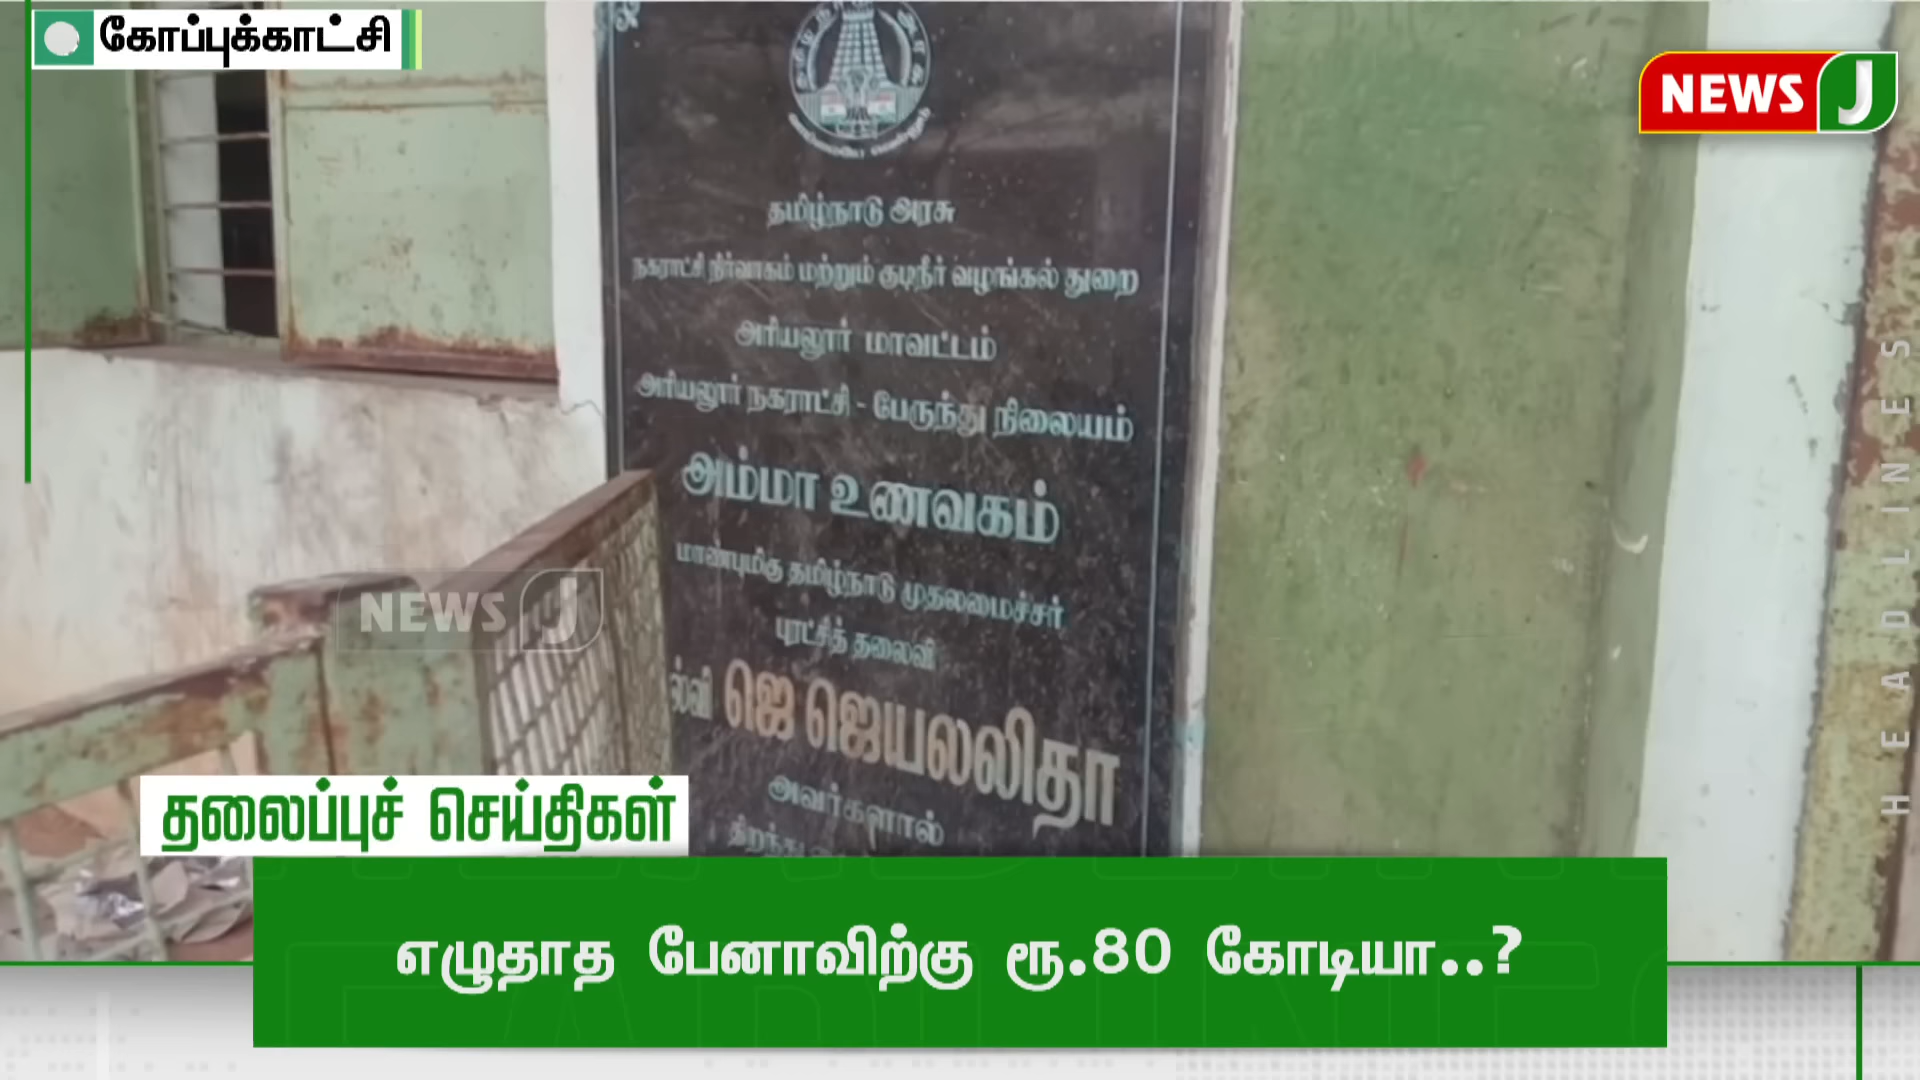 கோப்புக்காட்சி
NEWS J
தமிழ்நாடு அரசு
நகராட்சி நிர்வாகம் மற்றும் குடிநீர் வழங்கல் துறை
அரியலூர் மாவட்டம்
அரியலூர் நகராட்சி - பேருந்து நிலையம்
அம்மா உணவகம்
மாண்புமிகு தமிழ்நாடு முதலமைச்சர்
புரட்சித் தலைவி
ல்வி ஜெ ஜெயலலிதா
அவர்களால்
NEWS J
HEADLINES
தலைப்புச் செய்திகள்
எழுதாத பேனாவிற்கு ரூ.80 கோடியா..?